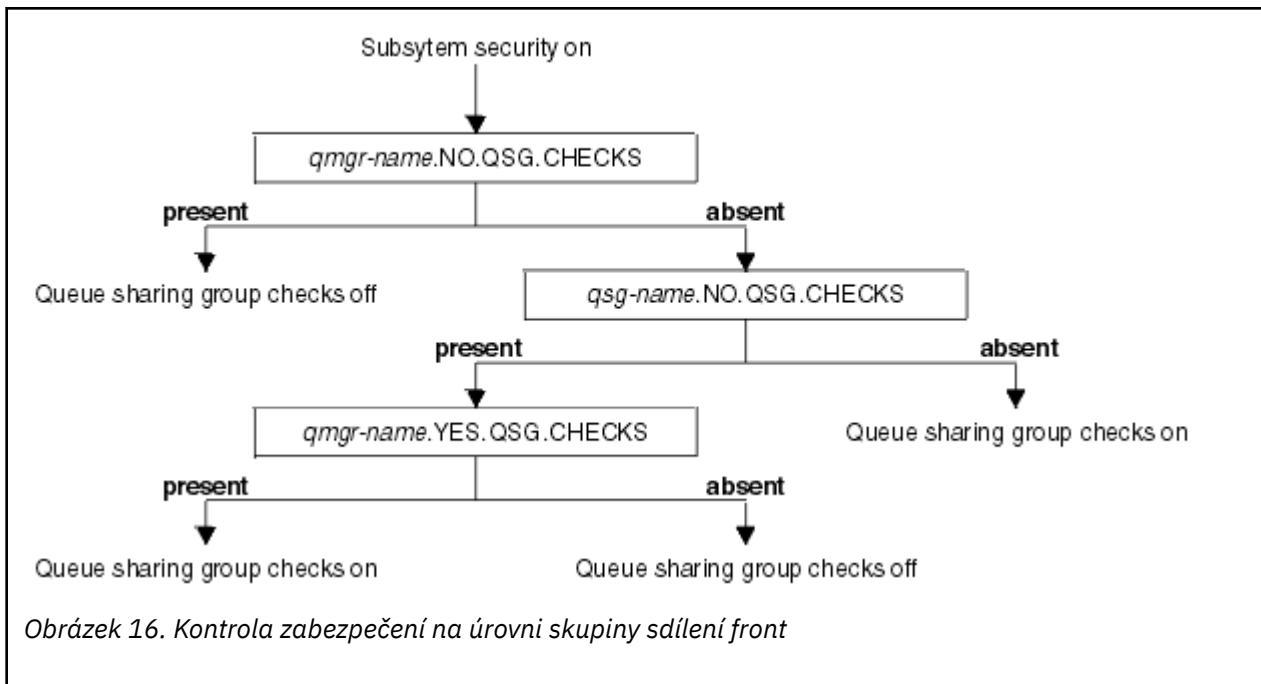 Subsytem security on
qmgr-name.NO.QSG.CHECKS
present absent
Queue sharing group checks off
qsg-name.NO.QSG.CHECKS
present absent
qmgr-name.YES.QSG.CHECKS
Queue sharing group checks on
present absent
Queue sharing group checks on
Queue sharing group checks off
Obrázek 16. Kontrola zabezpečení na úrovni skupiny sdílení front